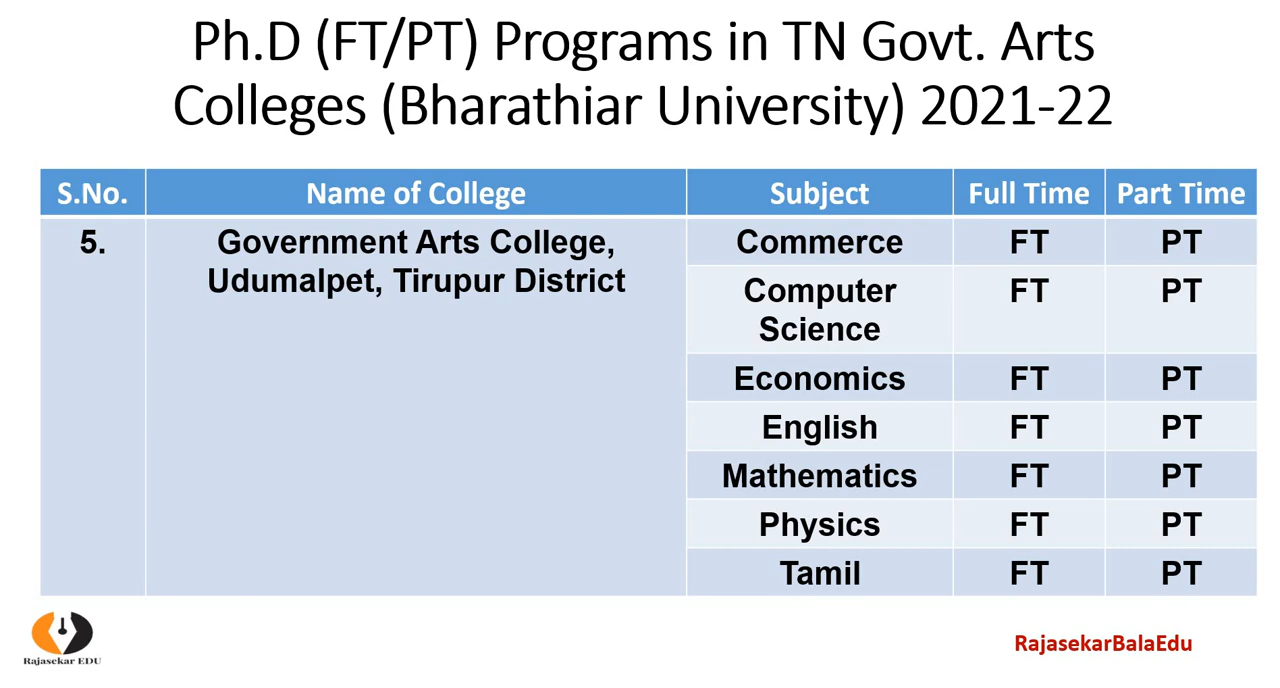 Ph.D (FT/PT) Programs in TN Govt. Arts
Colleges (Bharathiar University) 2021-22
S.No. Name of College Subject Full Time Part Time
5. Government Arts College, Commerce FT PT
Udumalpet, Tirupur District
Computer FT PT
Science
Economics FT PT
English FT PT
Mathematics FT PT
Physics FT PT
Tamil FT PT
Rajasekar EDU
RajasekarBalaEdu